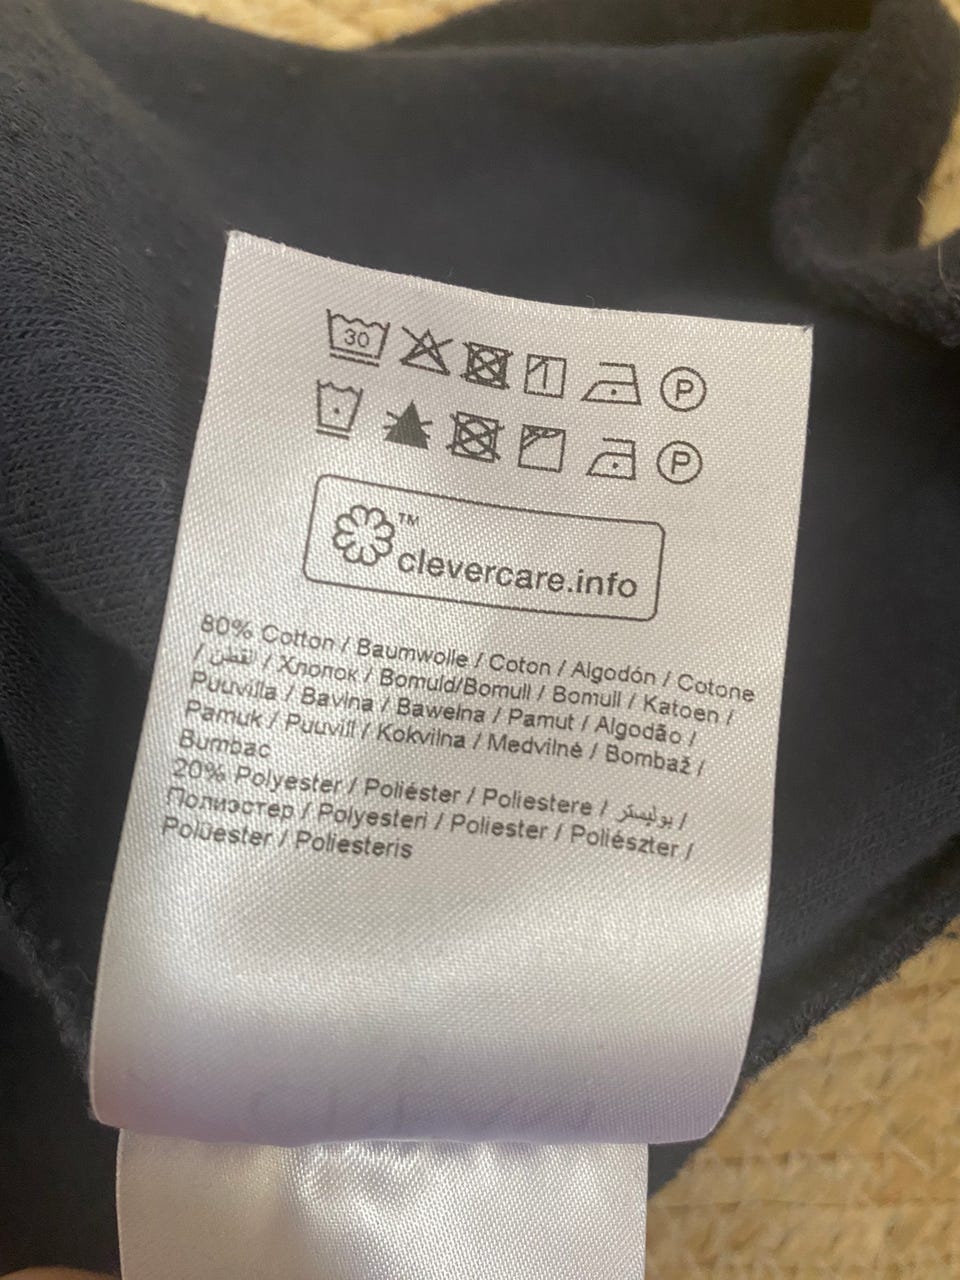 30
P
P
™
clevercare.info
80% Cotton / Baumwolle / Coton / Algodón / Cotone
/ القطن / Хлопок / Bomuld/Bomull / Bomull / Katoen /
Puuvilla / Bavlna / Bawełna / Pamut / Algodão /
Pamuk / Puuvill / Kokvilna / Medvilnė / Bombaž /
Bumbac
20% Polyester / Poliéster / Poliestere / بوليستر /
Полиэстер / Polyesteri / Poliester / Poliészter /
Polüester / Poliesteris